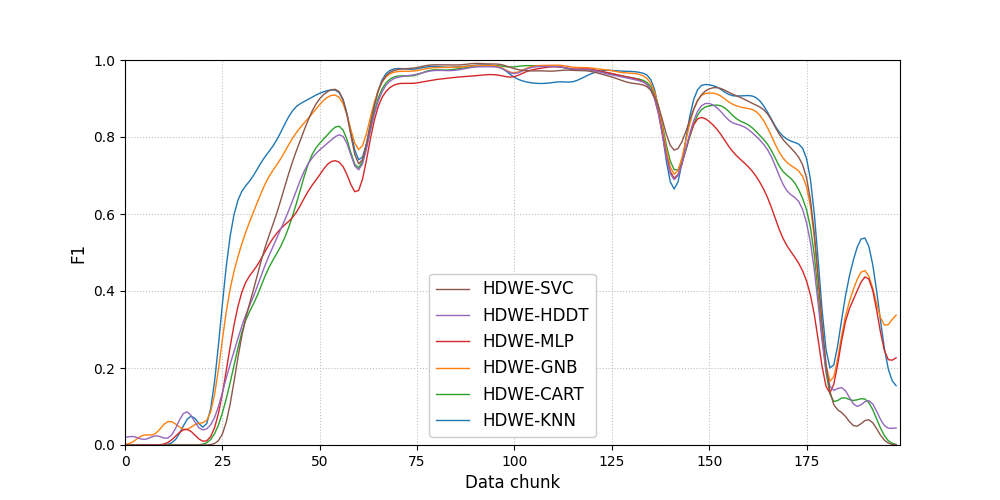 1.0
0.8
0.6
0.4
0.2
0.0
F1
HDWE-SVC
HDWE-HDDT
HDWE-MLP
HDWE-GNB
HDWE-CART
HDWE-KNN
0 25 50 75 100 125 150 175
Data chunk